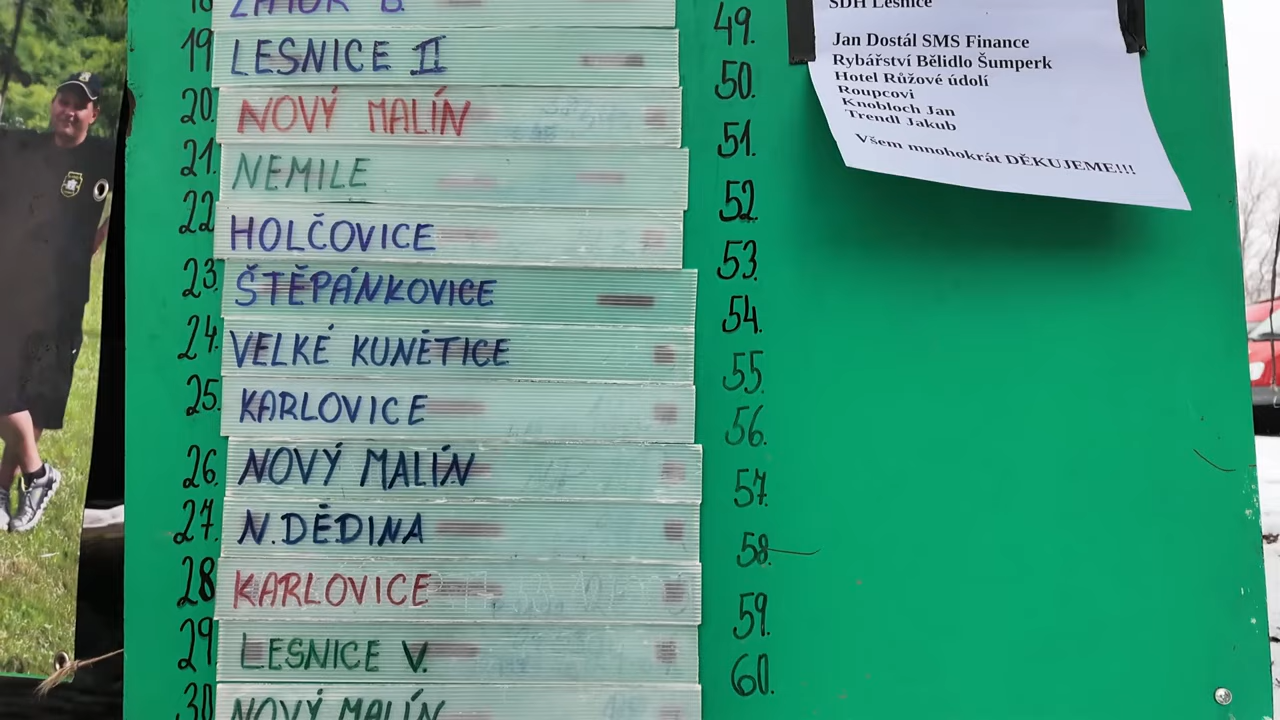 19 LESNICE II
20. NOVÝ MALÍN
21. NEMILE
22 HOLČOVICE
23. ŠTĚPÁNKOVICE
24. VELKÉ KUNĚTICE
25. KARLOVICE
26. NOVÝ MALÍN
27. N. DĚDINA
28 KARLOVICE
29. LESNICE V.
30 NOVÝ MALÍN
49.
50.
51.
52.
53.
54.
55.
56.
57.
58.
59.
60.
SDH Lesnice
Jan Dostál SMS Finance
Rybářství Bělidlo Šumperk
Hotel Růžové údolí
Roupcovi
Knobloch Jan
Trendl Jakub
Všem mnohokrát DĚKUJEME!!!